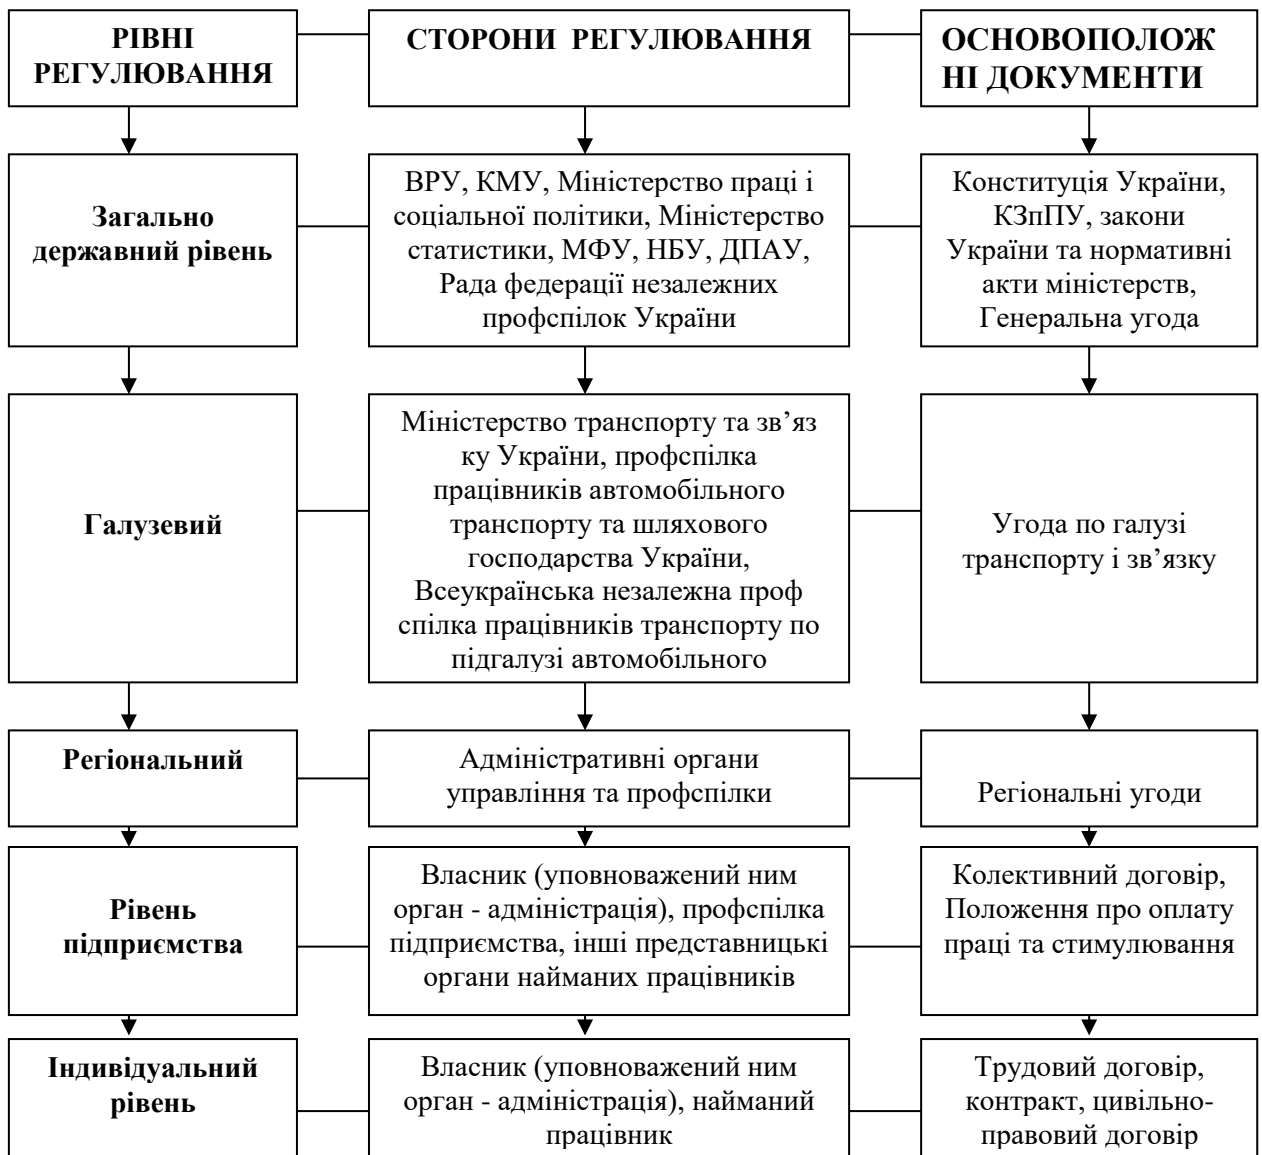 РІВНІ
РЕГУЛЮВАННЯ
СТОРОНИ РЕГУЛЮВАННЯ
ОСНОВОПОЛОЖ
НІ ДОКУМЕНТИ
Загально
державний рівень
ВРУ, КМУ, Міністерство праці і
соціальної політики, Міністерство
статистики, МФУ, НБУ, ДПАУ,
Рада федерації незалежних
профспілок України
Конституція України,
КЗпПУ, закони
України та нормативні
акти міністерств,
Генеральна угода
Галузевий
Міністерство транспорту та зв’яз
ку України, профспілка
працівників автомобільного
транспорту та шляхового
господарства України,
Всеукраїнська незалежна проф
спілка працівників транспорту по
підгалузі автомобільного
Угода по галузі
транспорту і зв’язку
Регіональний
Адміністративні органи
управління та профспілки
Регіональні угоди
Рівень
підприємства
Власник (уповноважений ним
орган - адміністрація), профспілка
підприємства, інші представницькі
органи найманих працівників
Колективний договір,
Положення про оплату
праці та стимулювання
Індивідуальний
рівень
Власник (уповноважений ним
орган - адміністрація), найманий
працівник
Трудовий договір,
контракт, цивільно-
правовий договір